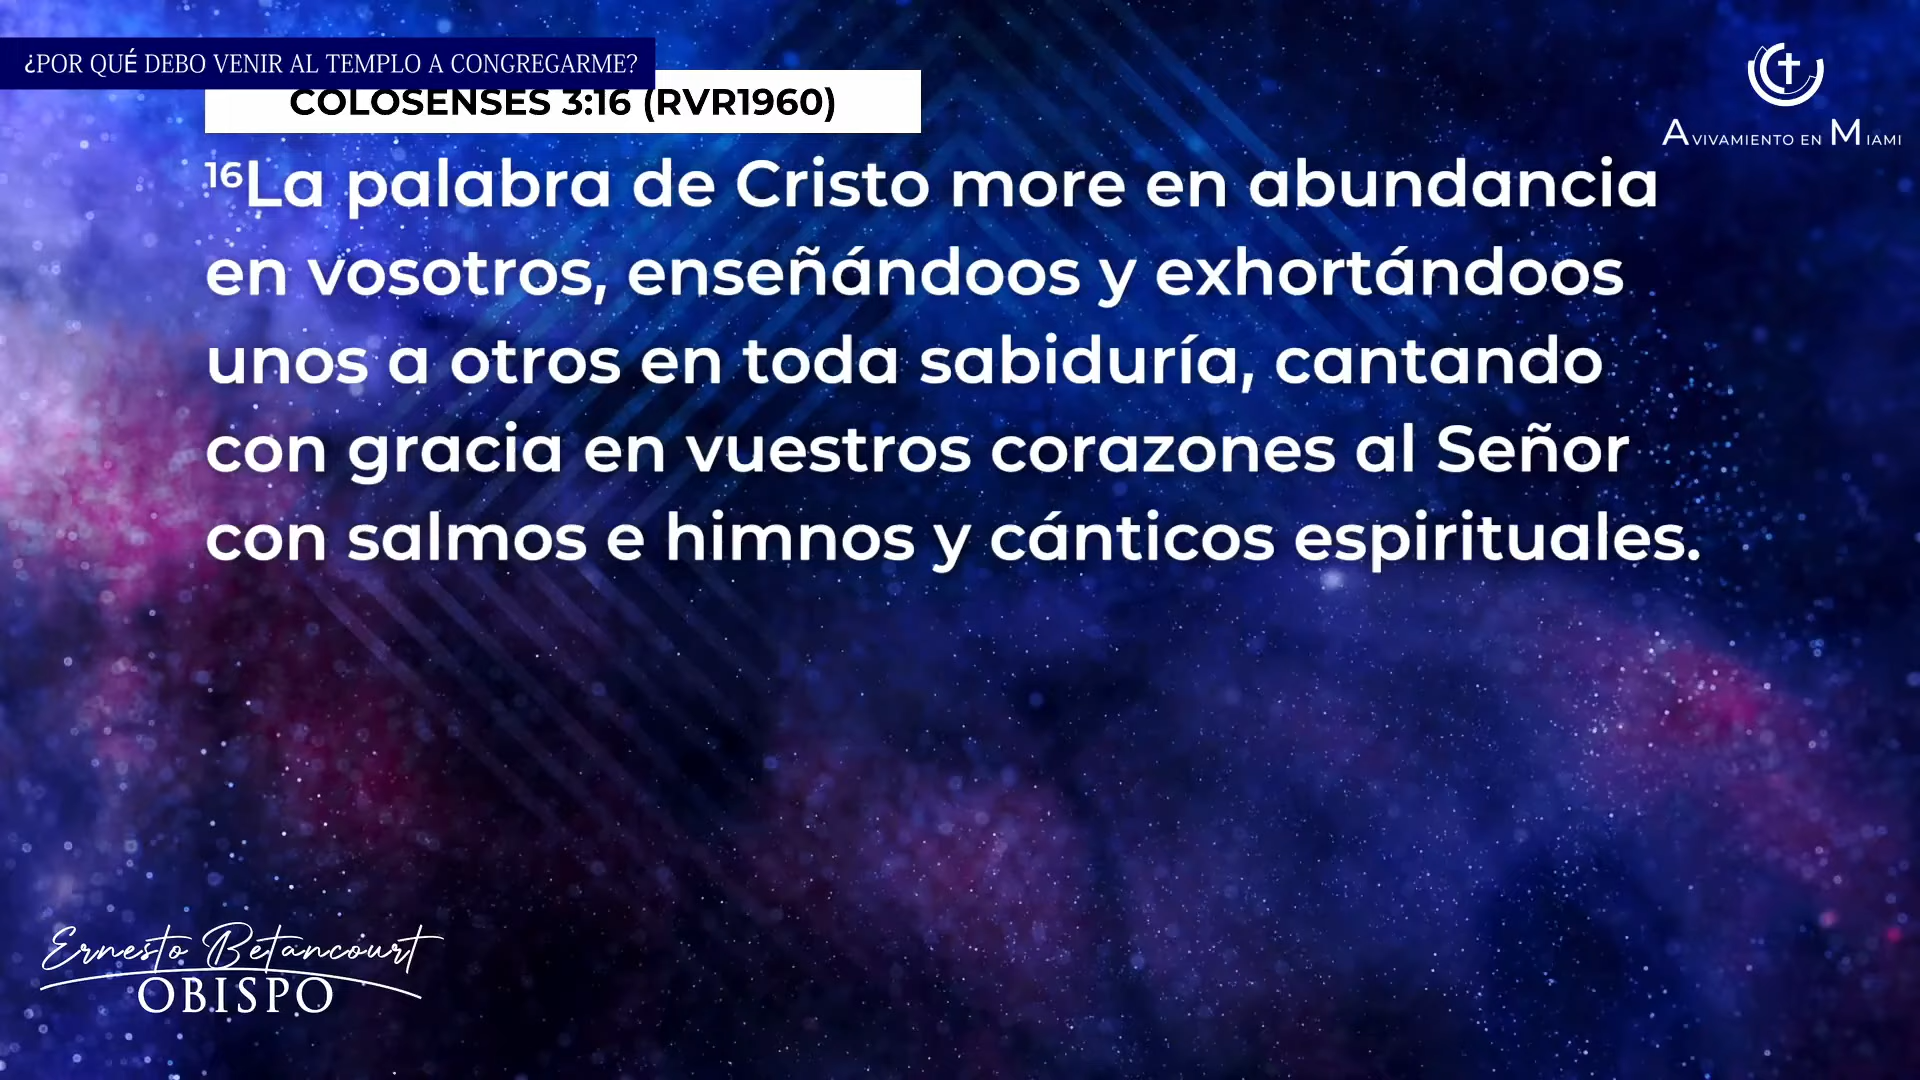 ¿POR QUÉ DEBO VENIR AL TEMPLO A CONGREGARME?
COLOSENSES 3:16 (RVR1960)
AVIVAMIENTO EN MIAMI
16La palabra de Cristo more en abundancia
en vosotros, enseñándoos y exhortándoos
unos a otros en toda sabiduría, cantando
con gracia en vuestros corazones al Señor
con salmos e himnos y cánticos espirituales.
Ernesto Betancourt
OBISPO